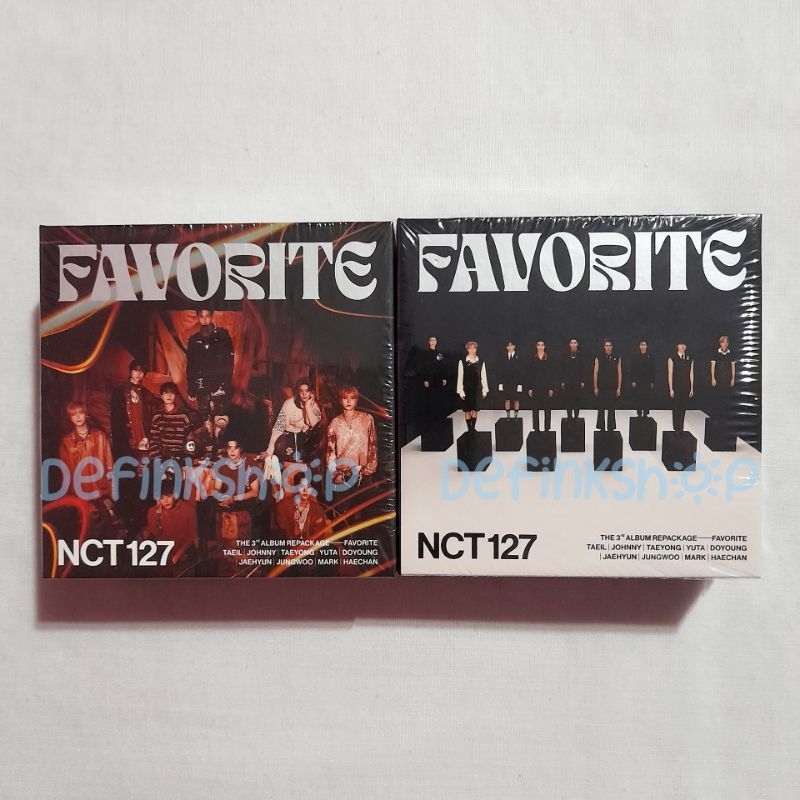 FAVORITE
DefinkShop
NCT 127
THE 3rd ALBUM REPACKAGE — FAVORITE
TAEIL | JOHNNY | TAEYONG | YUTA | DOYOUNG
| JAEHYUN | JUNGWOO | MARK | HAECHAN
FAVORITE
DefinkShop
NCT 127
THE 3rd ALBUM REPACKAGE — FAVORITE
TAEIL | JOHNNY | TAEYONG | YUTA | DOYOUNG
| JAEHYUN | JUNGWOO | MARK | HAECHAN